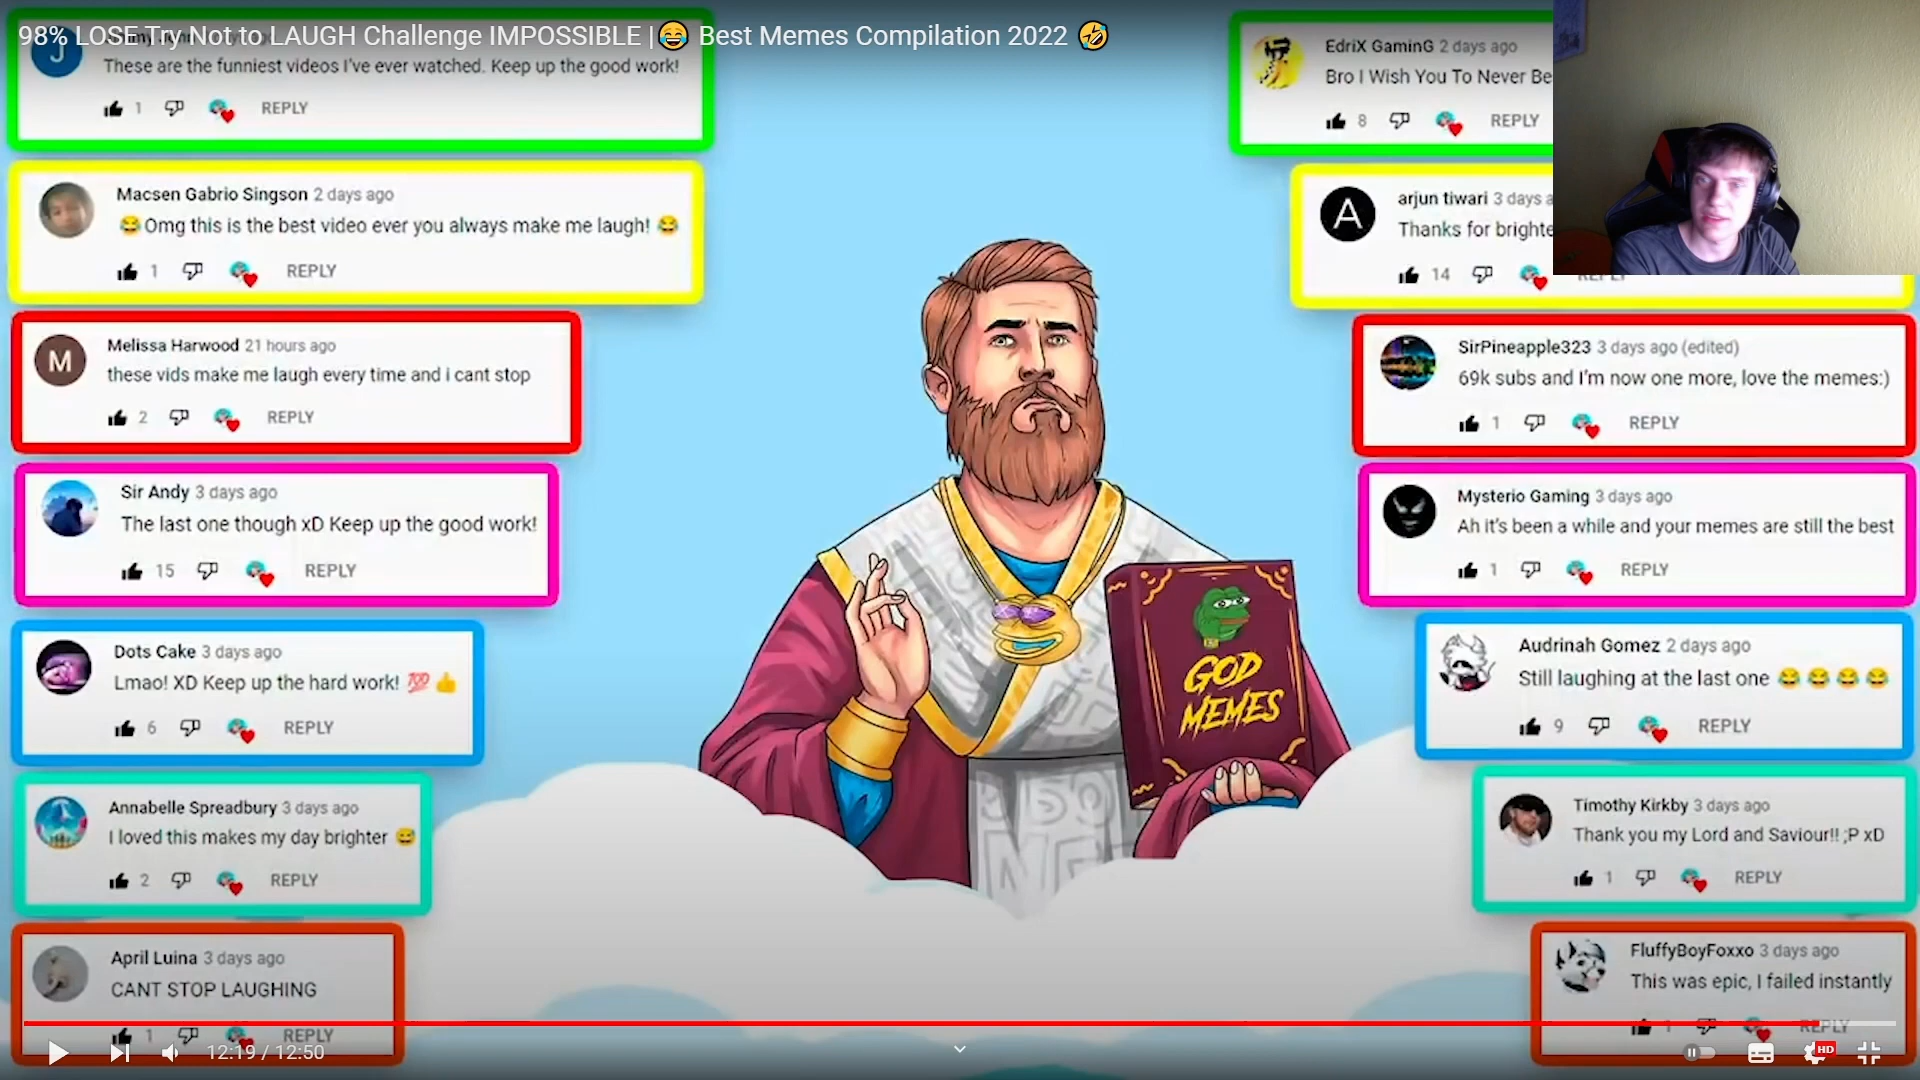 98% LOSE Try Not to LAUGH Challenge IMPOSSIBLE |😂 Best Memes Compilation 2022 🤣
J
These are the funniest videos I've ever watched. Keep up the good work!
1 REPLY
Macsen Gabrio Singson 2 days ago
😂Omg this is the best video ever you always make me laugh! 😂
1 REPLY
M
Melissa Harwood 21 hours ago
these vids make me laugh every time and i cant stop
2 REPLY
Sir Andy 3 days ago
The last one though xD Keep up the good work!
15 REPLY
Dots Cake 3 days ago
Lmao! XD Keep up the hard work! 💯 👍
6 REPLY
Annabelle Spreadbury 3 days ago
I loved this makes my day brighter 😅
2 REPLY
April Luina 3 days ago
CANT STOP LAUGHING
1 REPLY
GOD
MEMES
EdriX GaminG 2 days ago
Bro I Wish You To Never Be
8 REPLY
A
arjun tiwari 3 days a
Thanks for brighte
14 REPLY
SirPineapple323 3 days ago (edited)
69k subs and I'm now one more, love the memes:)
1 REPLY
Mysterio Gaming 3 days ago
Ah it's been a while and your memes are still the best
1 REPLY
Audrinah Gomez 2 days ago
Still laughing at the last one 😂 😂 😂 😂
9 REPLY
Timothy Kirkby 3 days ago
Thank you my Lord and Saviour!! ;P xD
1 REPLY
FluffyBoyFoxxo 3 days ago
This was epic, I failed instantly
1 REPLY
12:19 / 12:50
HD